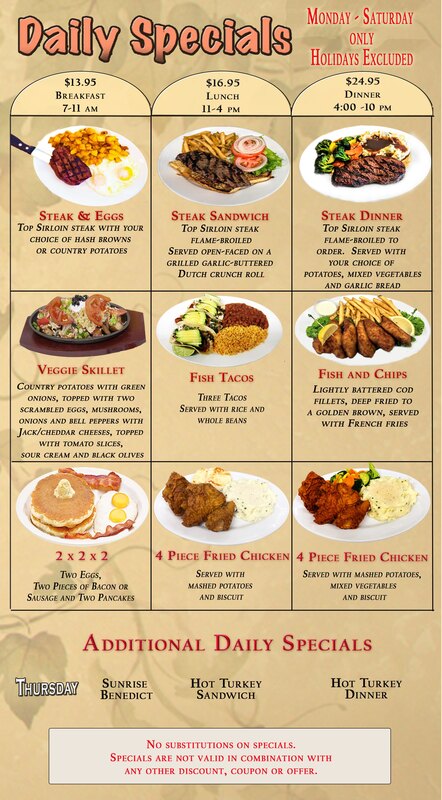 Daily Specials
Monday - Saturday
only
Holidays Excluded
$13.95
Breakfast
7-11 am
$16.95
Lunch
11-4 pm
$24.95
Dinner
4:00 -10 pm
Steak & Eggs
Top Sirloin steak with your
choice of hash browns
or country potatoes
Steak Sandwich
Top Sirloin steak
flame-broiled
Served open-faced on a
grilled garlic-buttered
Dutch crunch roll
Steak Dinner
Top Sirloin steak
flame-broiled to
order. Served with
your choice of
potatoes, mixed vegetables
and garlic bread
Veggie Skillet
Country potatoes with green
onions, topped with two
scrambled eggs, mushrooms,
onions and bell peppers with
Jack/cheddar cheeses, topped
with tomato slices,
sour cream and black olives
Fish Tacos
Three Tacos
Served with rice and
whole beans
Fish and Chips
Lightly battered cod
fillets, deep fried to
a golden brown, served
with French fries
2 x 2 x 2
Two Eggs,
Two Pieces of Bacon or
Sausage and Two Pancakes
4 Piece Fried Chicken
Served with
mashed potatoes
and biscuit
4 Piece Fried Chicken
Served with mashed potatoes,
mixed vegetables
and biscuit
Additional Daily Specials
Thursday
Sunrise
Benedict
Hot Turkey
Sandwich
Hot Turkey
Dinner
No substitutions on specials.
Specials are not valid in combination with
any other discount, coupon or offer.